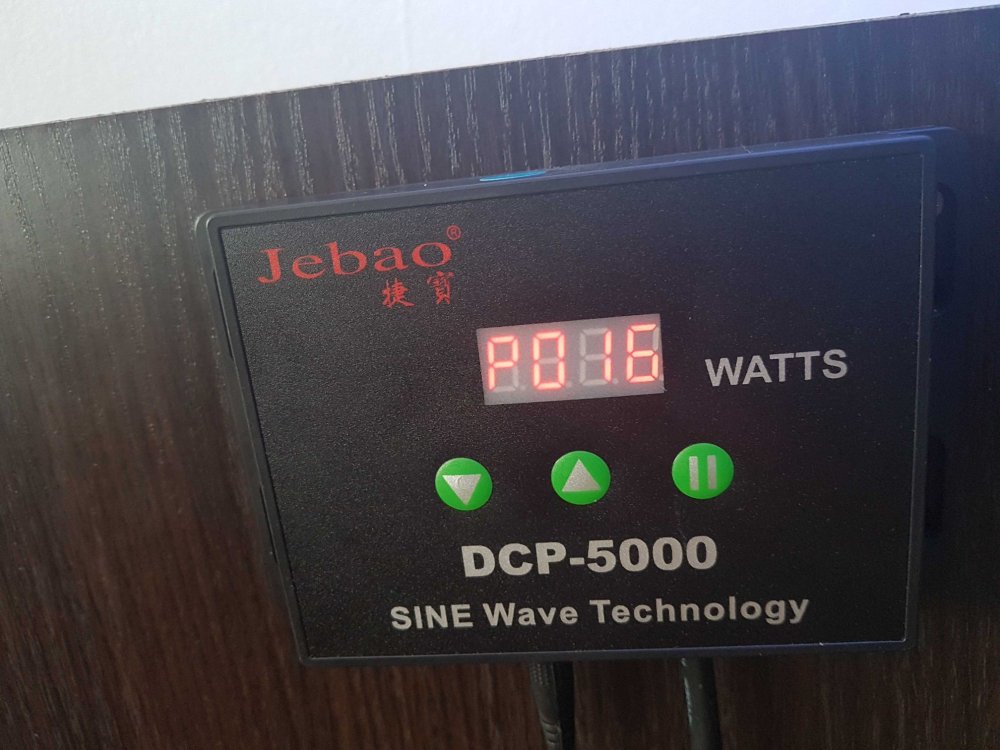 Jebao®
捷寶
P016 WATTS
DCP-5000
SINE Wave Technology